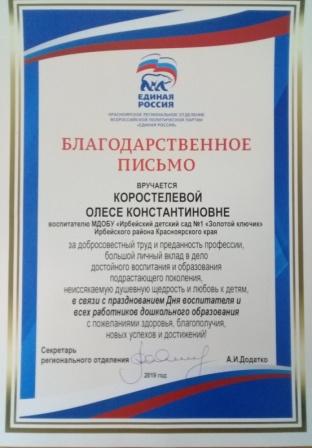 ЕДИНАЯ
РОССИЯ
КРАСНОЯРСКОЕ РЕГИОНАЛЬНОЕ ОТДЕЛЕНИЕ
ВСЕРОССИЙСКОЙ ПОЛИТИЧЕСКОЙ ПАРТИИ
«ЕДИНАЯ РОССИЯ»
БЛАГОДАРСТВЕННОЕ
ПИСЬМО
ВРУЧАЕТСЯ
КОРОСТЕЛЕВОЙ
ОЛЕСЕ КОНСТАНТИНОВНЕ
воспитателю МДОБУ «Ирбейский детский сад №1 «Золотой ключик»
Ирбейского района Красноярского края
за добросовестный труд и преданность профессии,
большой личный вклад в дело
достойного воспитания и образования
подрастающего поколения,
неиссякаемую душевную щедрость и любовь к детям,
в связи с празднованием Дня воспитателя и
всех работников дошкольного образования
с пожеланиями здоровья, благополучия,
новых успехов и достижений!
Секретарь
регионального отделения А.И.Додатко
2019 год